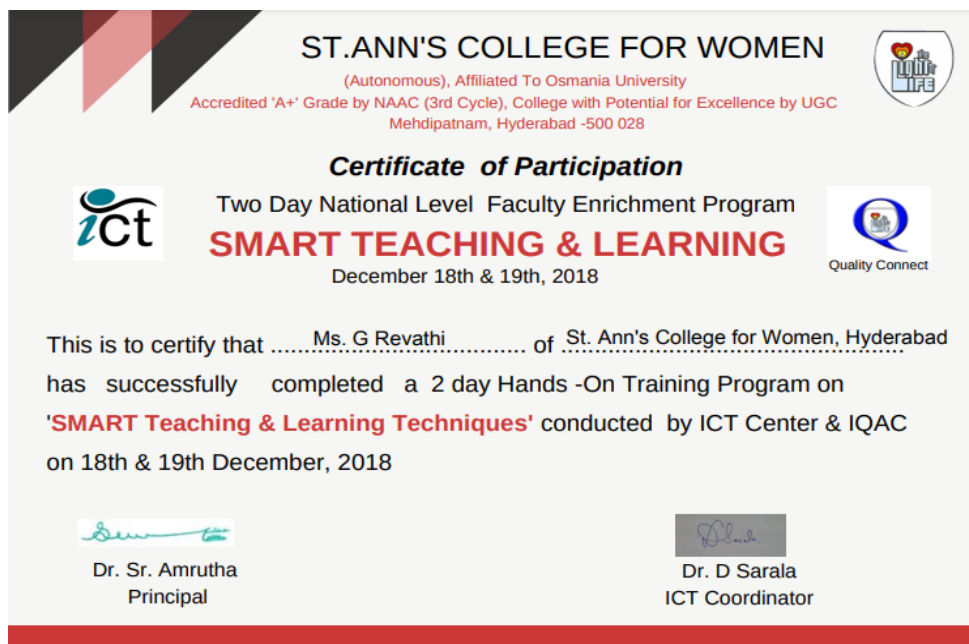 ST.ANN'S COLLEGE FOR WOMEN
(Autonomous), Affiliated To Osmania University
Accredited 'A+' Grade by NAAC (3rd Cycle), College with Potential for Excellence by UGC
Mehdipatnam, Hyderabad -500 028
Certificate of Participation
ict
Two Day National Level Faculty Enrichment Program
SMART TEACHING & LEARNING
December 18th & 19th, 2018
Quality Connect
This is to certify that ...Ms. G Revathi... of St. Ann's College for Women, Hyderabad
has successfully completed a 2 day Hands -On Training Program on
'SMART Teaching & Learning Techniques' conducted by ICT Center & IQAC
on 18th & 19th December, 2018
D Sarala
Dr. Sr. Amrutha
Principal
Dr. D Sarala
ICT Coordinator